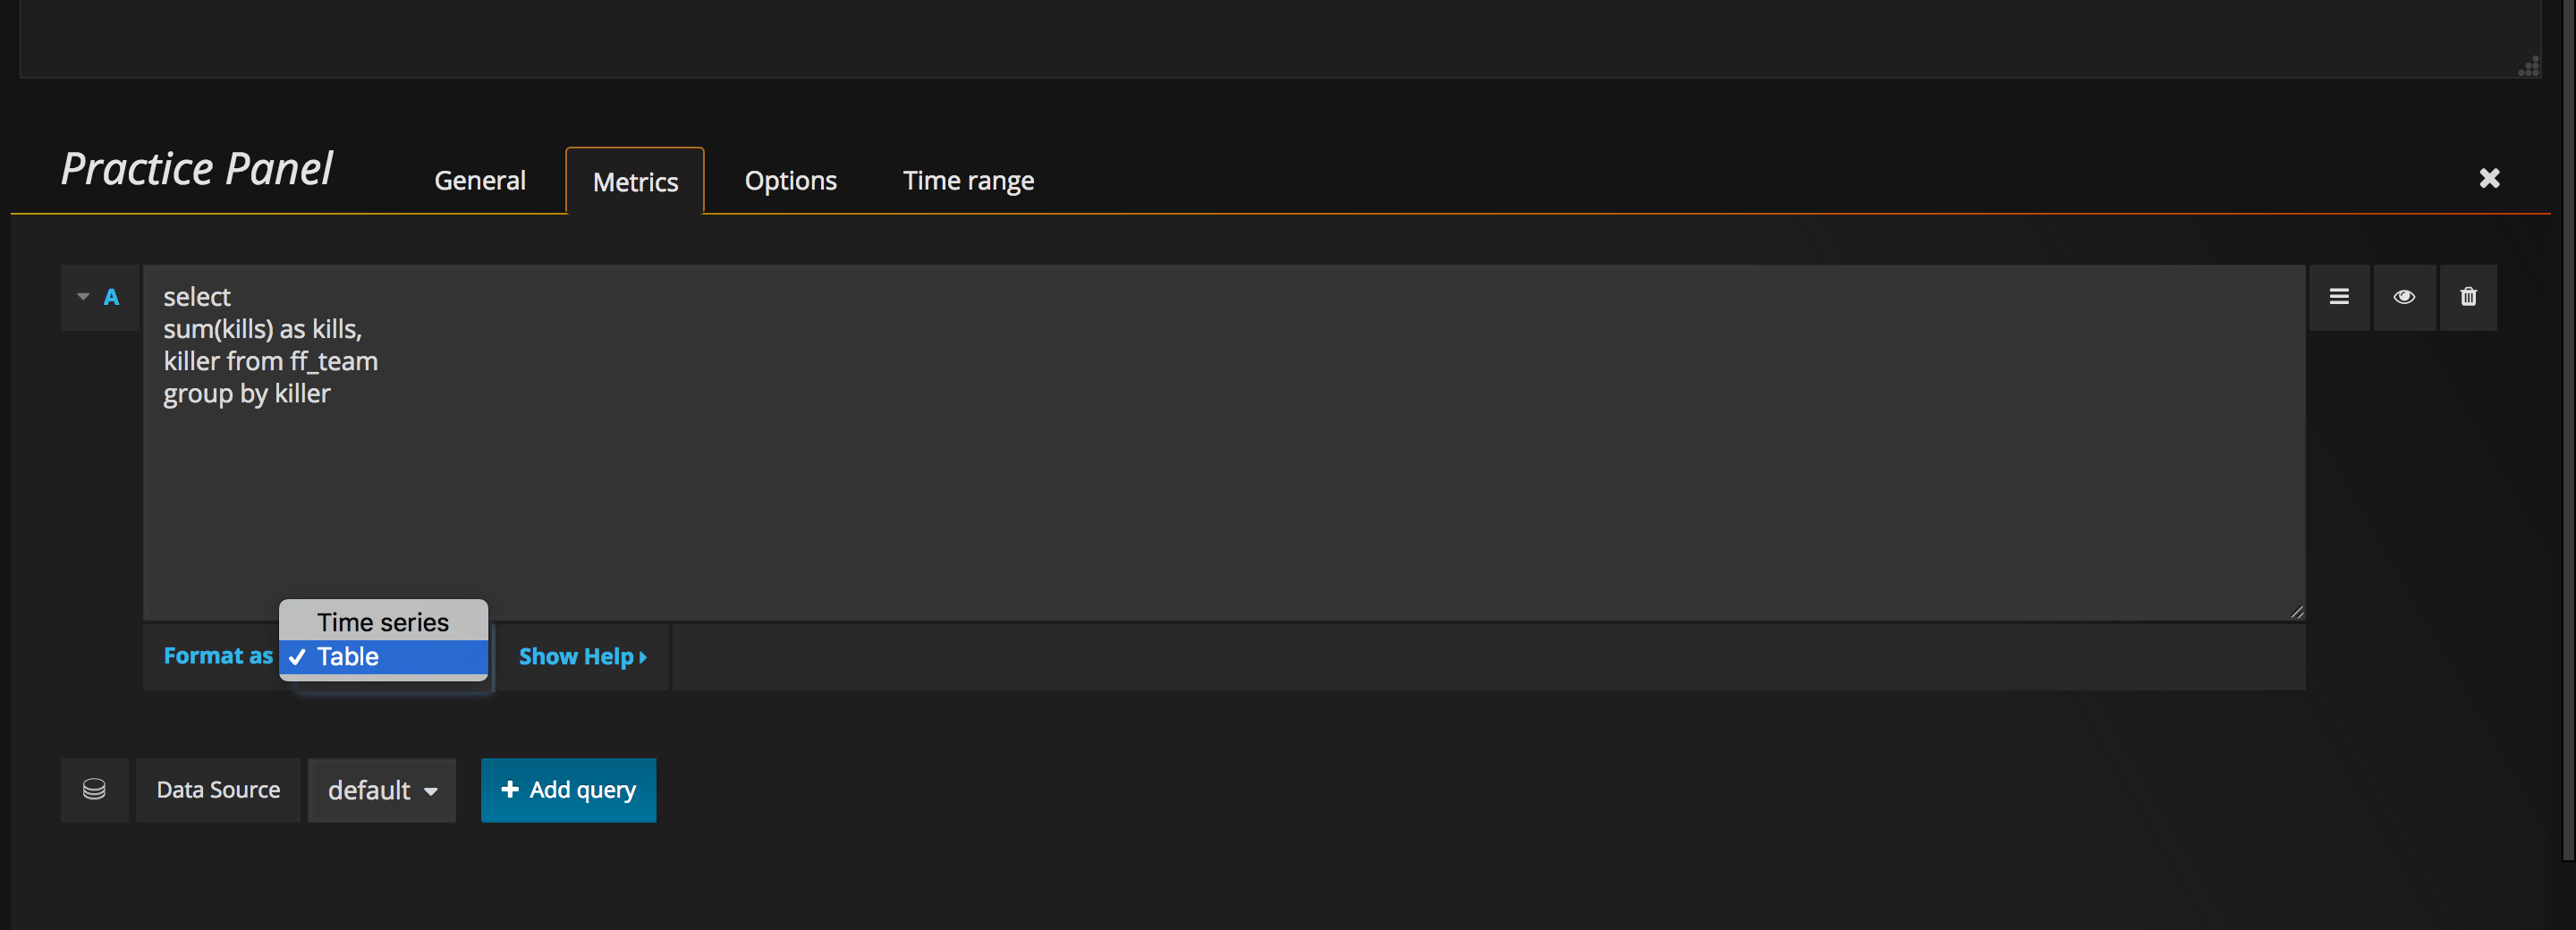 Practice Panel
General
Metrics
Options
Time range
A
select
sum(kills) as kills,
killer from ff_team
group by killer
Time series
Format as
Table
Show Help
Data Source
default
Add query